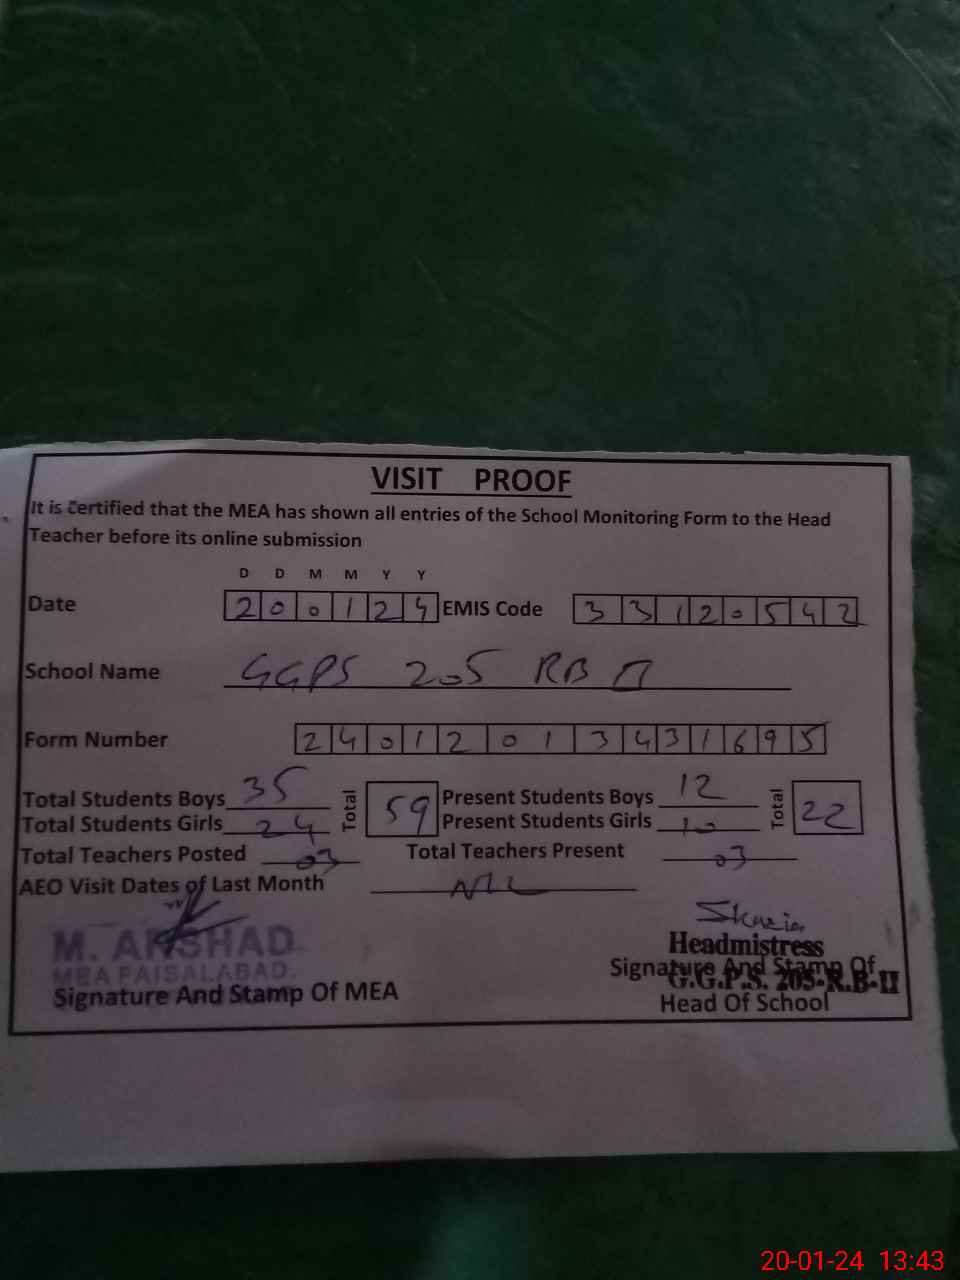 VISIT PROOF
It is certified that the MEA has shown all entries of the School Monitoring Form to the Head
Teacher before its online submission
D D M M Y Y
Date 2 0 0 1 2 4 EMIS Code 3 3 1 2 0 5 4 2
School Name GGPS 205 RB II
Form Number 2 4 0 1 2 0 1 3 4 3 1 6 9 5
Total Students Boys 35 Total 59 Present Students Boys 12 Total 22
Total Students Girls 24 Present Students Girls 10
Total Teachers Posted 03 Total Teachers Present 03
AEO Visit Dates of Last Month NIL
M. ARSHAD
MEA FAISALABAD.
Signature And Stamp Of MEA
Headmistress
Signature And Stamp Of
G.G.P.S. 205-R.B-II
Head Of School
20-01-24 13:43